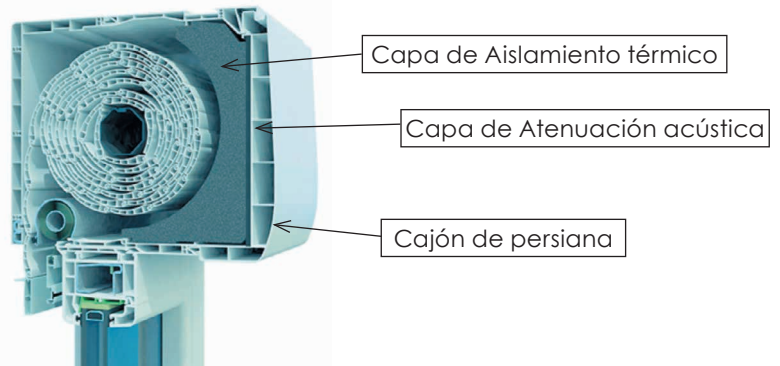 Capa de Aislamiento térmico
Capa de Atenuación acústica
Cajón de persiana